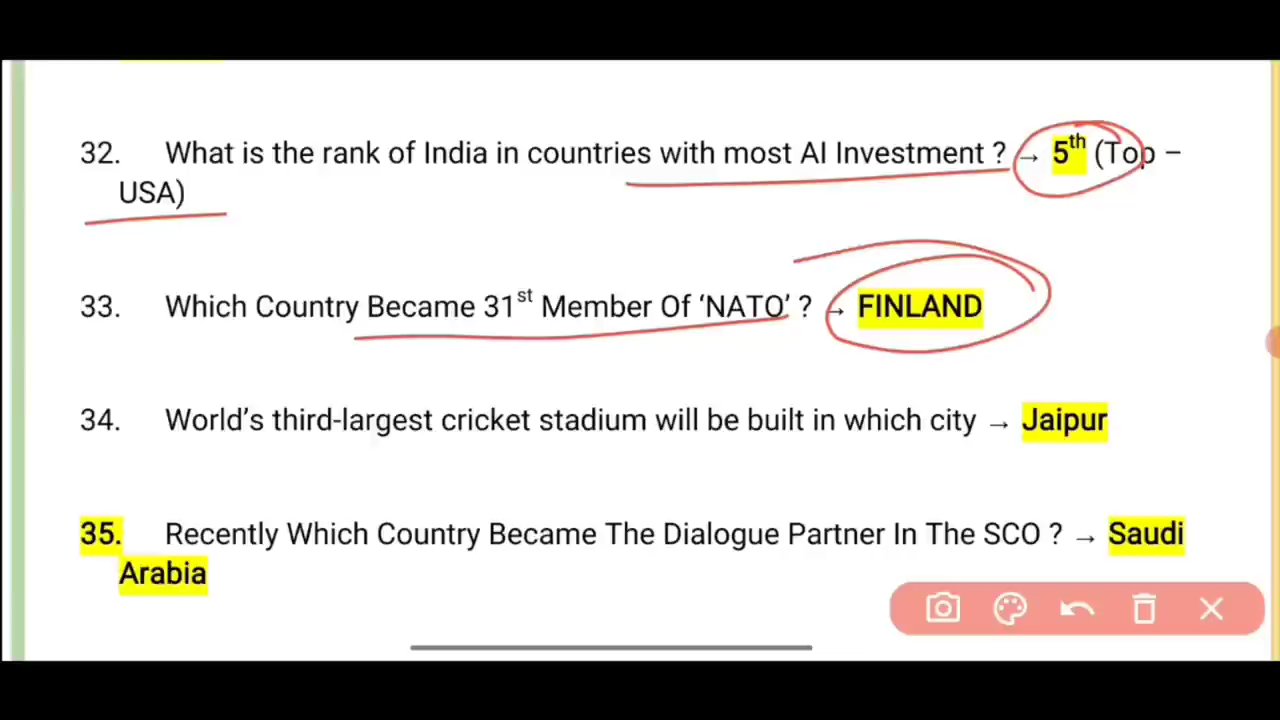 32. What is the rank of India in countries with most AI Investment ? → 5th (Top –
USA)
33. Which Country Became 31st Member Of ‘NATO’ ? → FINLAND
34. World’s third-largest cricket stadium will be built in which city → Jaipur
35. Recently Which Country Became The Dialogue Partner In The SCO ? → Saudi
Arabia